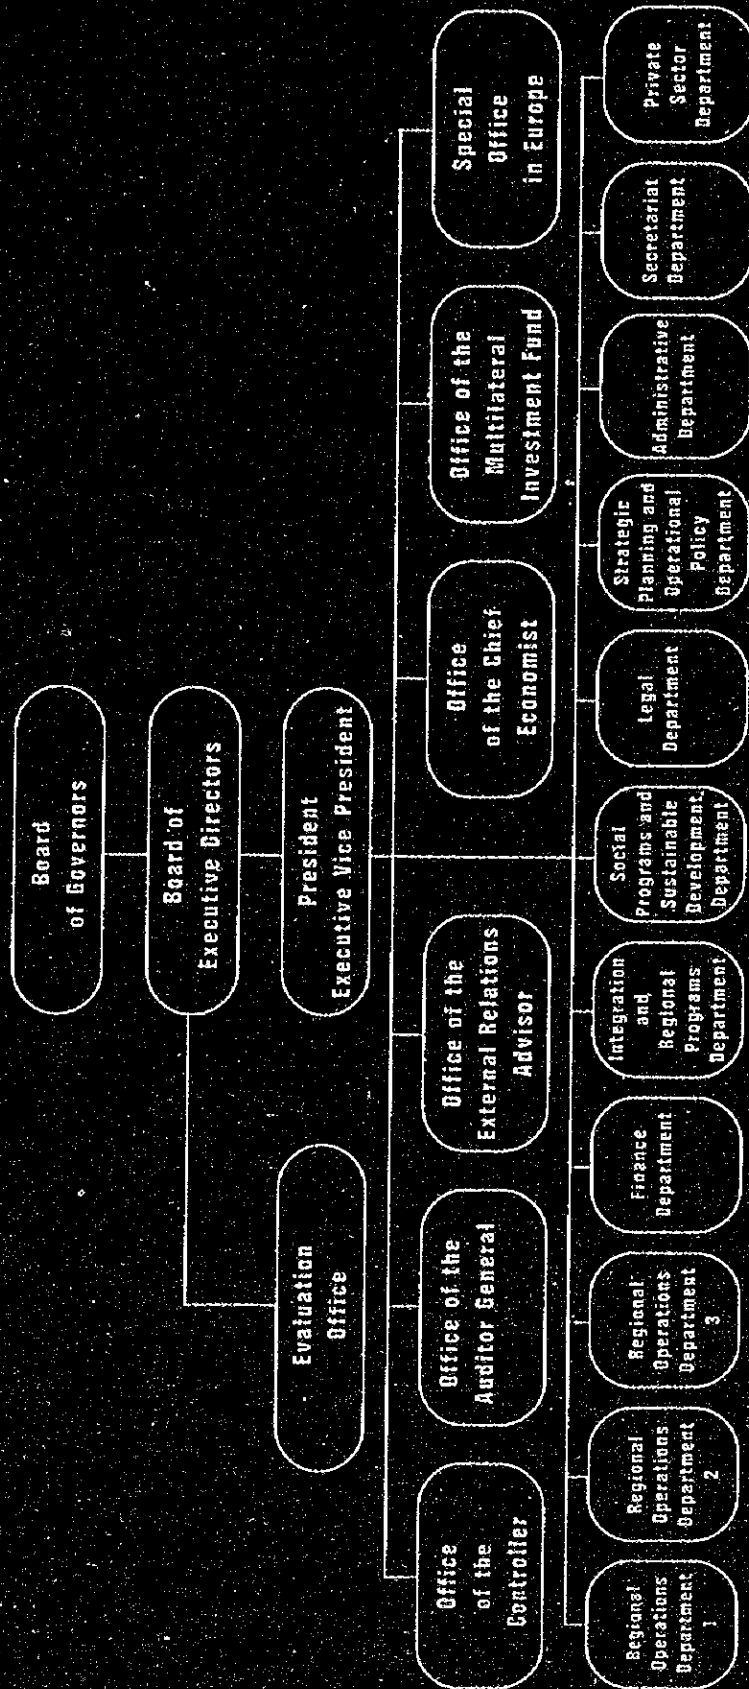 Board
of Governors
Board of
Executive Directors
President
Executive Vice President
Evaluation
Office
Office
of the
Controller
Office of the
Auditor General
Office of the
External Relations
Advisor
Office
of the Chief
Economist
Office of the
Multilateral
Investment Fund
Special
Office
in Europe
Regional
Operations
Department
1
Regional
Operations
Department
2
Regional
Operations
Department
3
Finance
Department
Integration
and
Regional
Programs
Department
Social
Programs and
Sustainable
Development
Department
Legal
Department
Strategic
Planning and
Operational
Policy
Department
Administrative
Department
Secretariat
Department
Private
Sector
Department